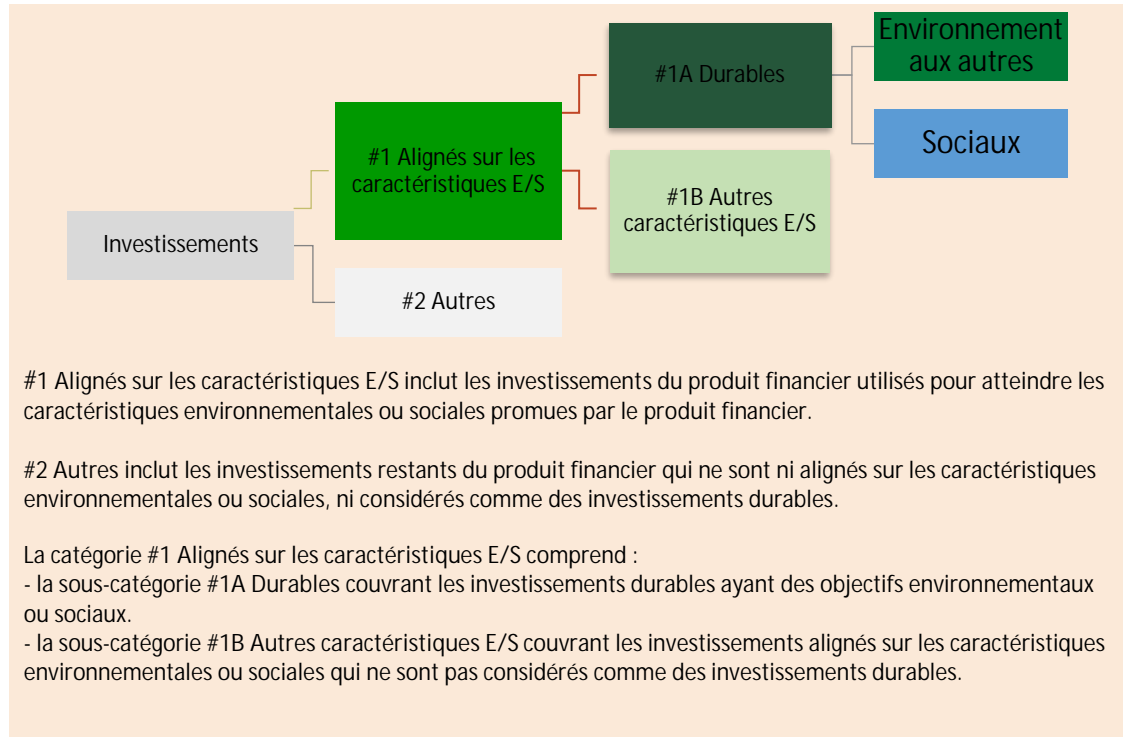 Environnement
aux autres
#1A Durables
Sociaux
#1 Alignés sur les
caractéristiques E/S
#1B Autres
caractéristiques E/S
Investissements
#2 Autres
#1 Alignés sur les caractéristiques E/S inclut les investissements du produit financier utilisés pour atteindre les
caractéristiques environnementales ou sociales promues par le produit financier.
#2 Autres inclut les investissements restants du produit financier qui ne sont ni alignés sur les caractéristiques
environnementales ou sociales, ni considérés comme des investissements durables.
La catégorie #1 Alignés sur les caractéristiques E/S comprend :
- la sous-catégorie #1A Durables couvrant les investissements durables ayant des objectifs environnementaux
ou sociaux.
- la sous-catégorie #1B Autres caractéristiques E/S couvrant les investissements alignés sur les caractéristiques
environnementales ou sociales qui ne sont pas considérés comme des investissements durables.